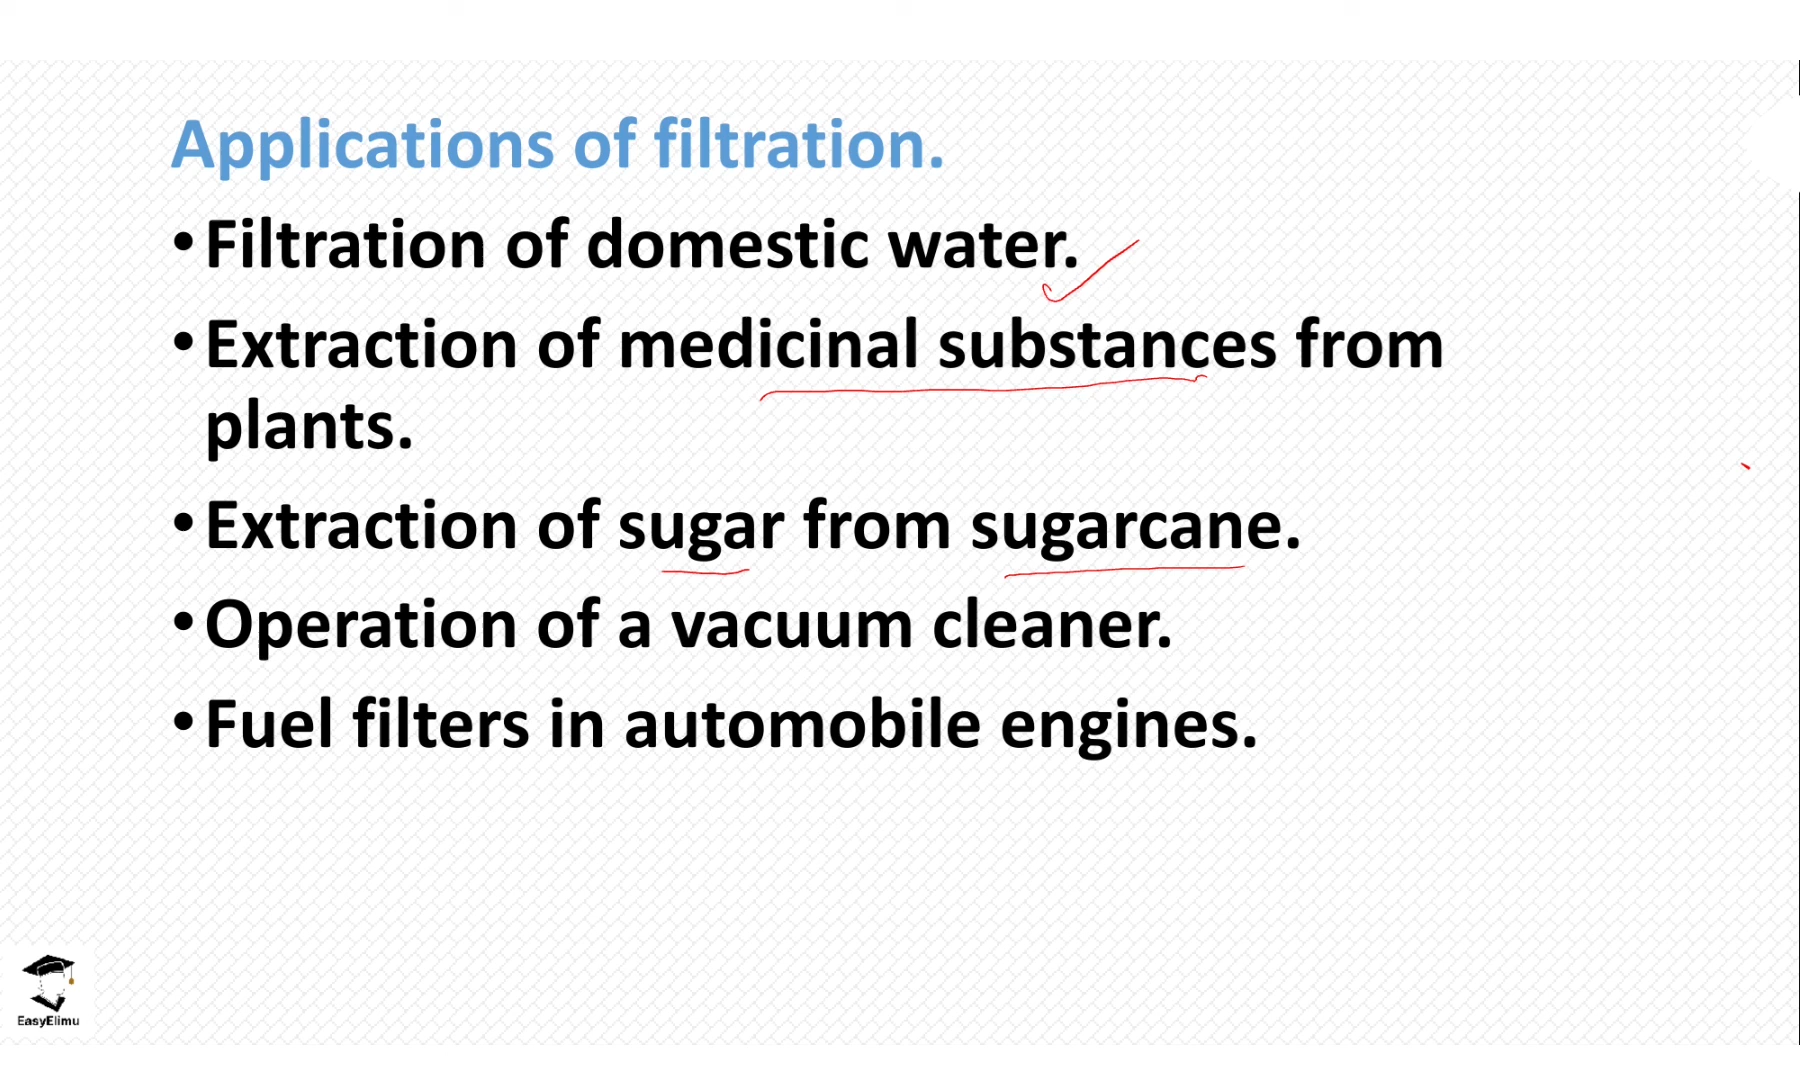 Applications of filtration.
•Filtration of domestic water.
•Extraction of medicinal substances from
plants.
•Extraction of sugar from sugarcane.
•Operation of a vacuum cleaner.
•Fuel filters in automobile engines.
EasyElimu